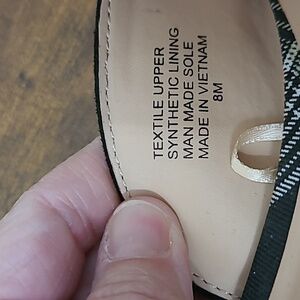 TEXTILE UPPER
SYNTHETIC LINING
MAN MADE SOLE
MADE IN VIETNAM
8M